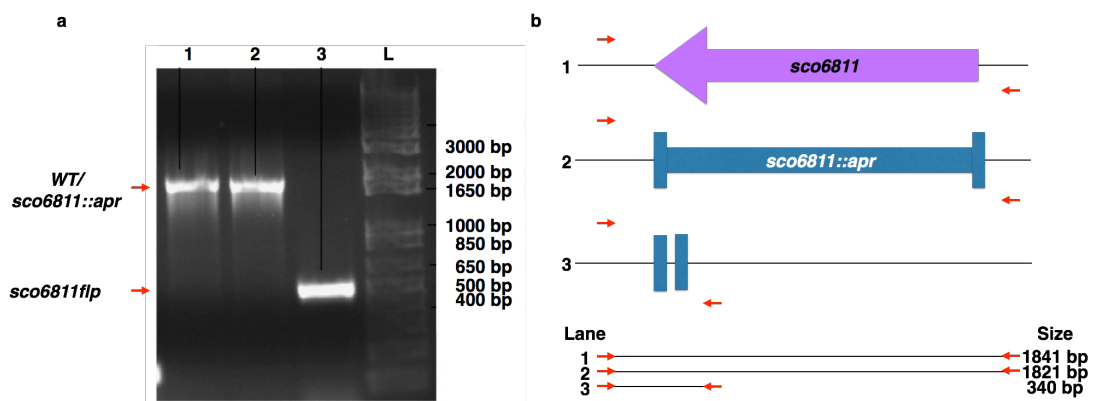 a
1 2 3 L
3000 bp
2000 bp
1650 bp
1000 bp
850 bp
650 bp
500 bp
400 bp
WT/
sco6811::apr
sco6811flp
b
1 sco6811
2 sco6811::apr
3
Lane Size
1 1841 bp
2 1821 bp
3 340 bp